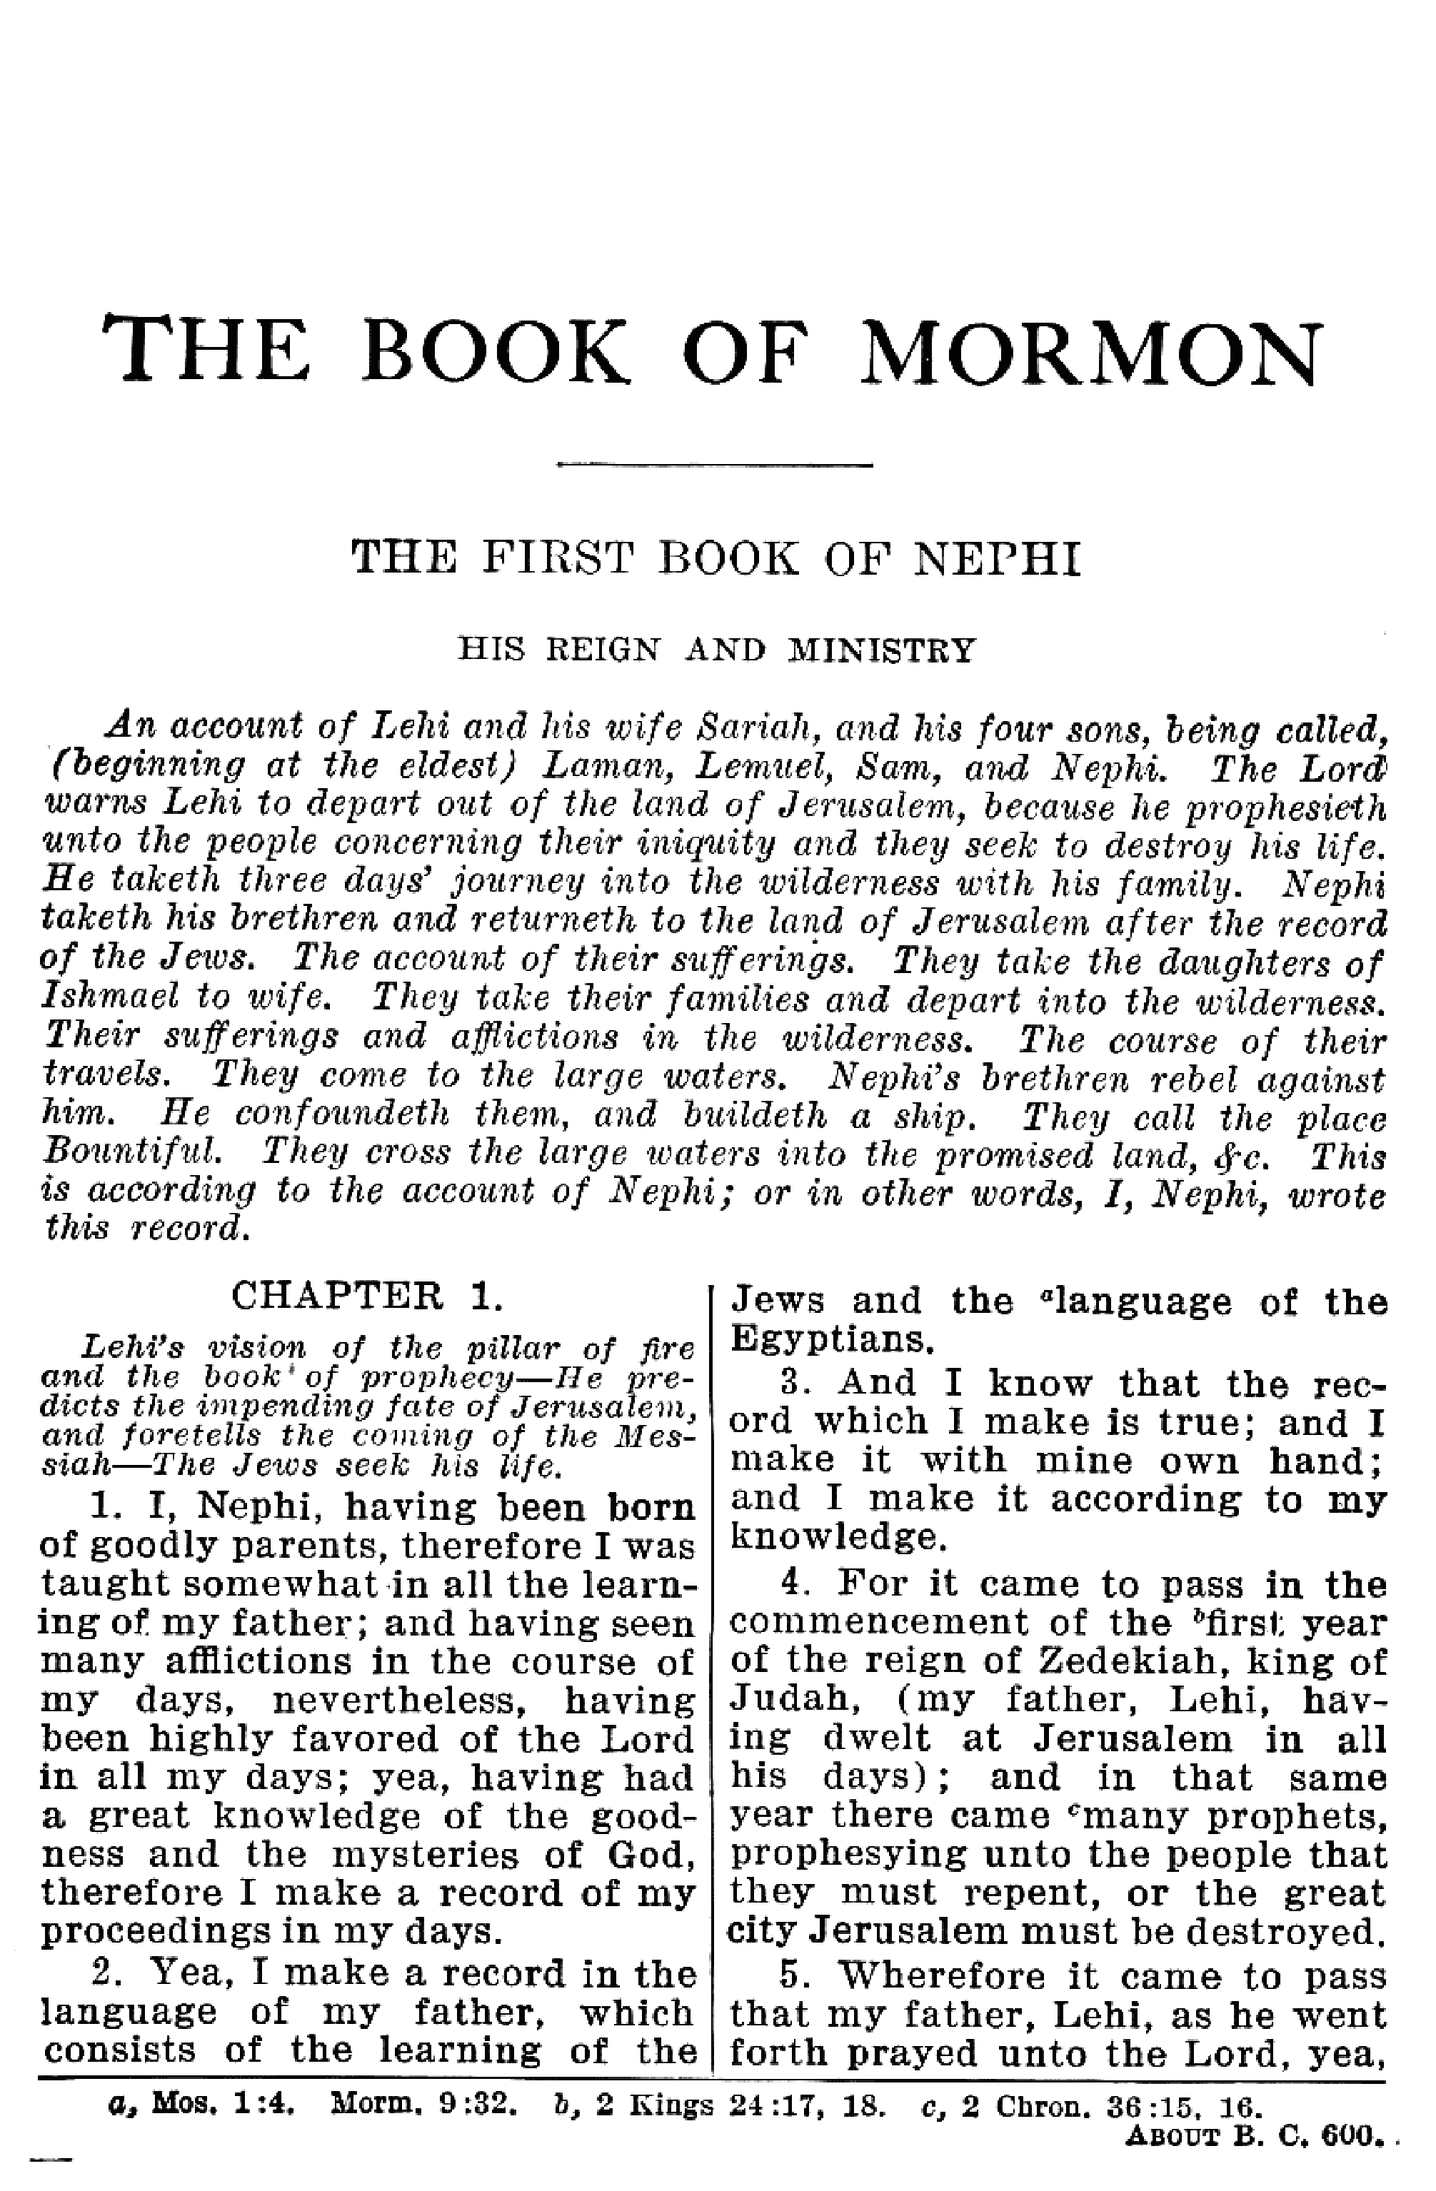 THE BOOK OF MORMON
THE FIRST BOOK OF NEPHI
HIS REIGN AND MINISTRY
An account of Lehi and his wife Sariah, and his four sons, being called,
(beginning at the eldest) Laman, Lemuel, Sam, and Nephi. The Lord
warns Lehi to depart out of the land of Jerusalem, because he prophesieth
unto the people concerning their iniquity and they seek to destroy his life.
He taketh three days' journey into the wilderness with his family. Nephi
taketh his brethren and returneth to the land of Jerusalem after the record
of the Jews. The account of their sufferings. They take the daughters of
Ishmael to wife. They take their families and depart into the wilderness.
Their sufferings and afflictions in the wilderness. The course of their
travels. They come to the large waters. Nephi's brethren rebel against
him. He confoundeth them, and buildeth a ship. They call the place
Bountiful. They cross the large waters into the promised land, &c. This
is according to the account of Nephi; or in other words, I, Nephi, wrote
this record.
CHAPTER 1.
Lehi's vision of the pillar of fire
and the book of prophecy—He pre-
dicts the impending fate of Jerusalem,
and foretells the coming of the Mes-
siah—The Jews seek his life.
1. I, Nephi, having been born
of goodly parents, therefore I was
taught somewhat in all the learn-
ing of my father; and having seen
many afflictions in the course of
my days, nevertheless, having
been highly favored of the Lord
in all my days; yea, having had
a great knowledge of the good-
ness and the mysteries of God,
therefore I make a record of my
proceedings in my days.
2. Yea, I make a record in the
language of my father, which
consists of the learning of the
Jews and the ᵃlanguage of the
Egyptians.
3. And I know that the rec-
ord which I make is true; and I
make it with mine own hand;
and I make it according to my
knowledge.
4. For it came to pass in the
commencement of the ᵇfirst year
of the reign of Zedekiah, king of
Judah, (my father, Lehi, hav-
ing dwelt at Jerusalem in all
his days); and in that same
year there came ᶜmany prophets,
prophesying unto the people that
they must repent, or the great
city Jerusalem must be destroyed.
5. Wherefore it came to pass
that my father, Lehi, as he went
forth prayed unto the Lord, yea,
a, Mos. 1:4. Morm. 9:32. b, 2 Kings 24:17, 18. c, 2 Chron. 36:15, 16.
ABOUT B. C. 600.